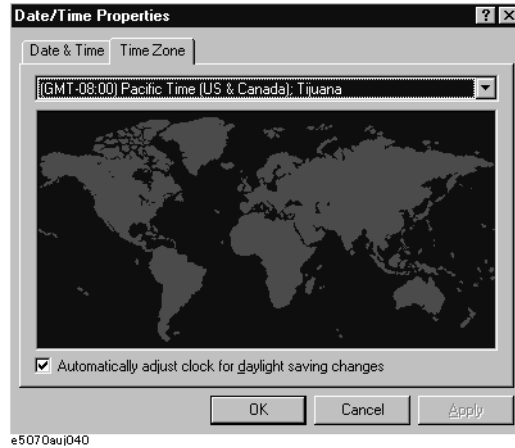 Date/Time Properties
Date & Time Time Zone
(GMT-08:00) Pacific Time (US & Canada); Tijuana
Automatically adjust clock for daylight saving changes
OK Cancel Apply
e5070auj040